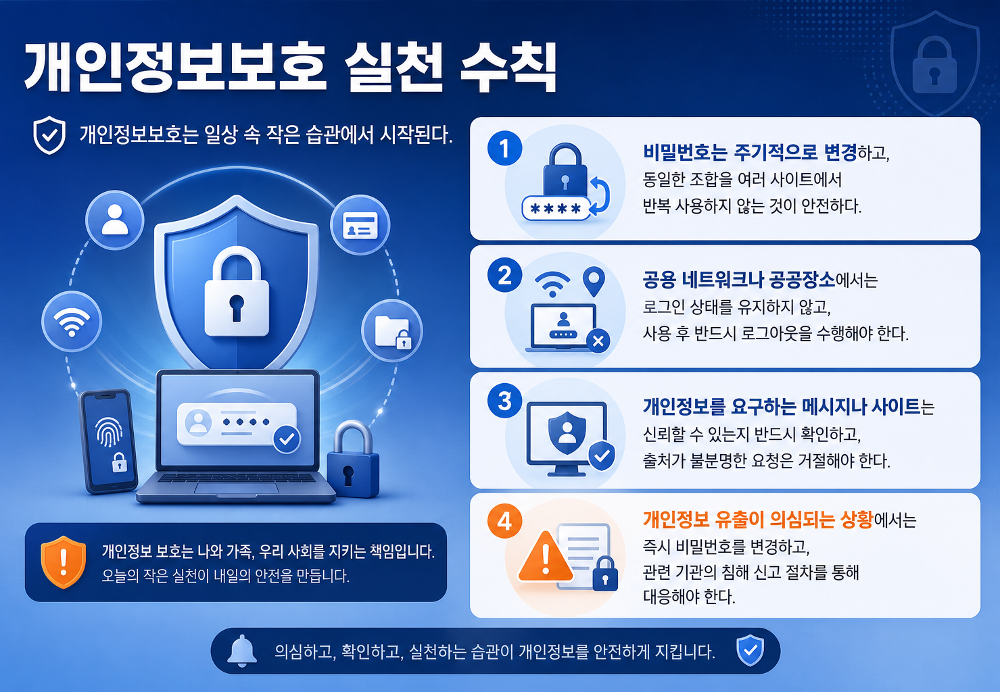 개인정보보호 실천 수칙
개인정보보호는 일상 속 작은 습관에서 시작된다.
1
비밀번호는 주기적으로 변경하고,
동일한 조합을 여러 사이트에서
반복 사용하지 않는 것이 안전하다.
****
2
공용 네트워크나 공공장소에서는
로그인 상태를 유지하지 않고,
사용 후 반드시 로그아웃을 수행해야 한다.
3
개인정보를 요구하는 메시지나 사이트는
신뢰할 수 있는지 반드시 확인하고,
출처가 불분명한 요청은 거절해야 한다.
4
개인정보 유출이 의심되는 상황에서는
즉시 비밀번호를 변경하고,
관련 기관의 침해 신고 절차를 통해
대응해야 한다.
개인정보 보호는 나와 가족, 우리 사회를 지키는 책임입니다.
오늘의 작은 실천이 내일의 안전을 만듭니다.
의심하고, 확인하고, 실천하는 습관이 개인정보를 안전하게 지킵니다.